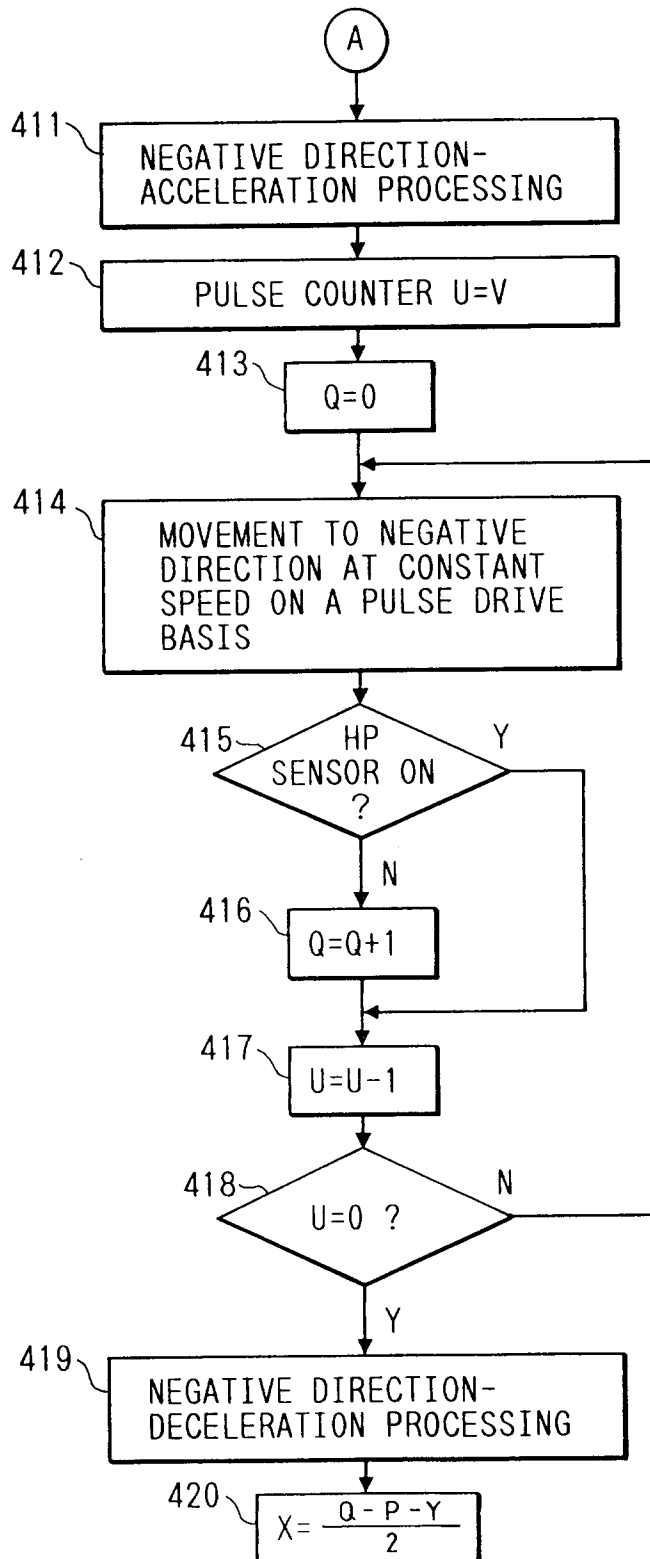 A
411
NEGATIVE DIRECTION-
ACCELERATION PROCESSING
412
PULSE COUNTER U=V
413
Q=0
414
MOVEMENT TO NEGATIVE
DIRECTION AT CONSTANT
SPEED ON A PULSE DRIVE
BASIS
415
HP
SENSOR ON
?
Y
N
416
Q=Q+1
417
U=U-1
418
U=0 ?
N
Y
419
NEGATIVE DIRECTION-
DECELERATION PROCESSING
420
X= Q-P-Y
2